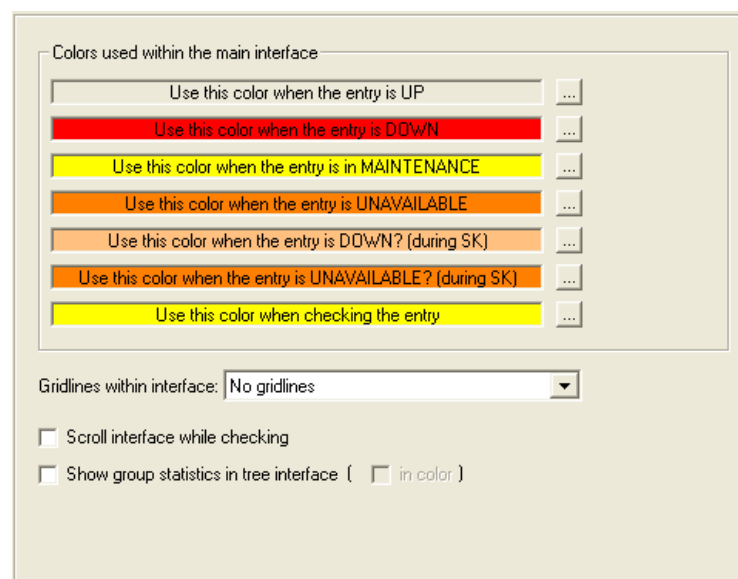 Colors used within the main interface
Use this color when the entry is UP
...
Use this color when the entry is DOWN
...
Use this color when the entry is in MAINTENANCE
...
Use this color when the entry is UNAVAILABLE
...
Use this color when the entry is DOWN? (during SK)
...
Use this color when the entry is UNAVAILABLE? (during SK)
...
Use this color when checking the entry
...
Gridlines within interface: No gridlines
Scroll interface while checking
Show group statistics in tree interface ( in color )